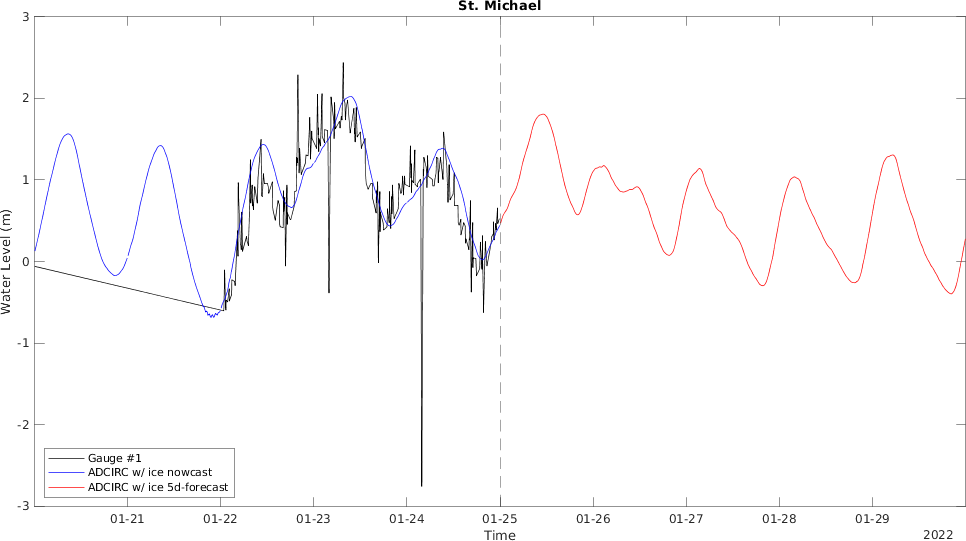 St. Michael
3
2
1
0
-1
-2
-3
Water Level (m)
Gauge #1
ADCIRC w/ ice nowcast
ADCIRC w/ ice 5d-forecast
01-21 01-22 01-23 01-24 01-25 01-26 01-27 01-28 01-29
Time
2022